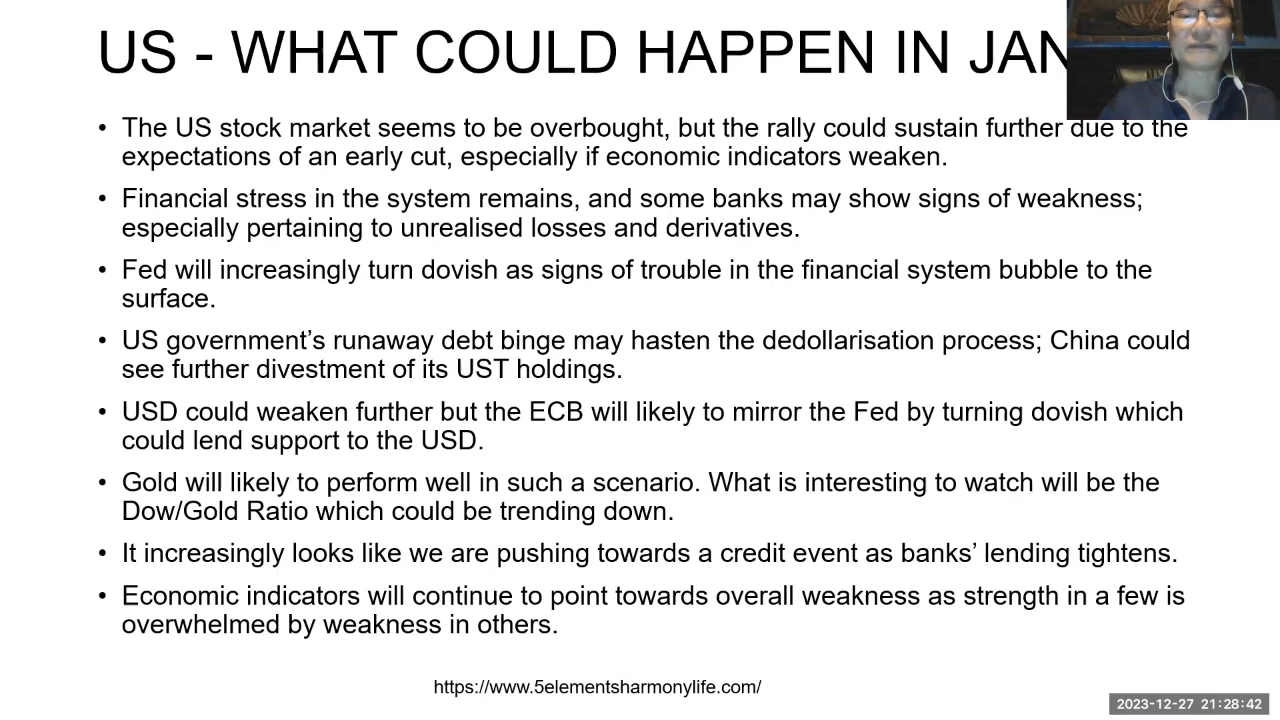 US - WHAT COULD HAPPEN IN JAN
• The US stock market seems to be overbought, but the rally could sustain further due to the
expectations of an early cut, especially if economic indicators weaken.
• Financial stress in the system remains, and some banks may show signs of weakness;
especially pertaining to unrealised losses and derivatives.
• Fed will increasingly turn dovish as signs of trouble in the financial system bubble to the
surface.
• US government’s runaway debt binge may hasten the dedollarisation process; China could
see further divestment of its UST holdings.
• USD could weaken further but the ECB will likely to mirror the Fed by turning dovish which
could lend support to the USD.
• Gold will likely to perform well in such a scenario. What is interesting to watch will be the
Dow/Gold Ratio which could be trending down.
• It increasingly looks like we are pushing towards a credit event as banks’ lending tightens.
• Economic indicators will continue to point towards overall weakness as strength in a few is
overwhelmed by weakness in others.
https://www.5elementsharmonylife.com/
2023-12-27 21:28:42